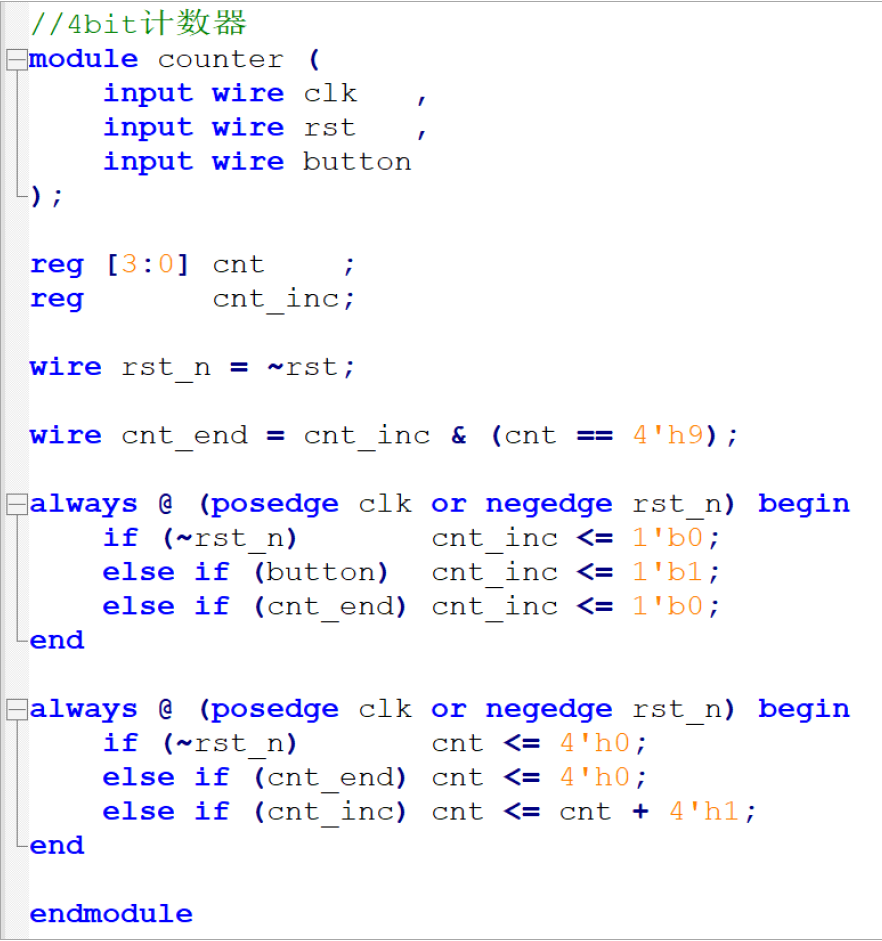 //4bit计数器
module counter (
    input wire clk   ,
    input wire rst   ,
    input wire button
);

reg [3:0] cnt    ;
reg       cnt_inc;

wire rst_n = ~rst;

wire cnt_end = cnt_inc & (cnt == 4'h9);

always @ (posedge clk or negedge rst_n) begin
    if (~rst_n)       cnt_inc <= 1'b0;
    else if (button)  cnt_inc <= 1'b1;
    else if (cnt_end) cnt_inc <= 1'b0;
end

always @ (posedge clk or negedge rst_n) begin
    if (~rst_n)       cnt <= 4'h0;
    else if (cnt_end) cnt <= 4'h0;
    else if (cnt_inc) cnt <= cnt + 4'h1;
end

endmodule